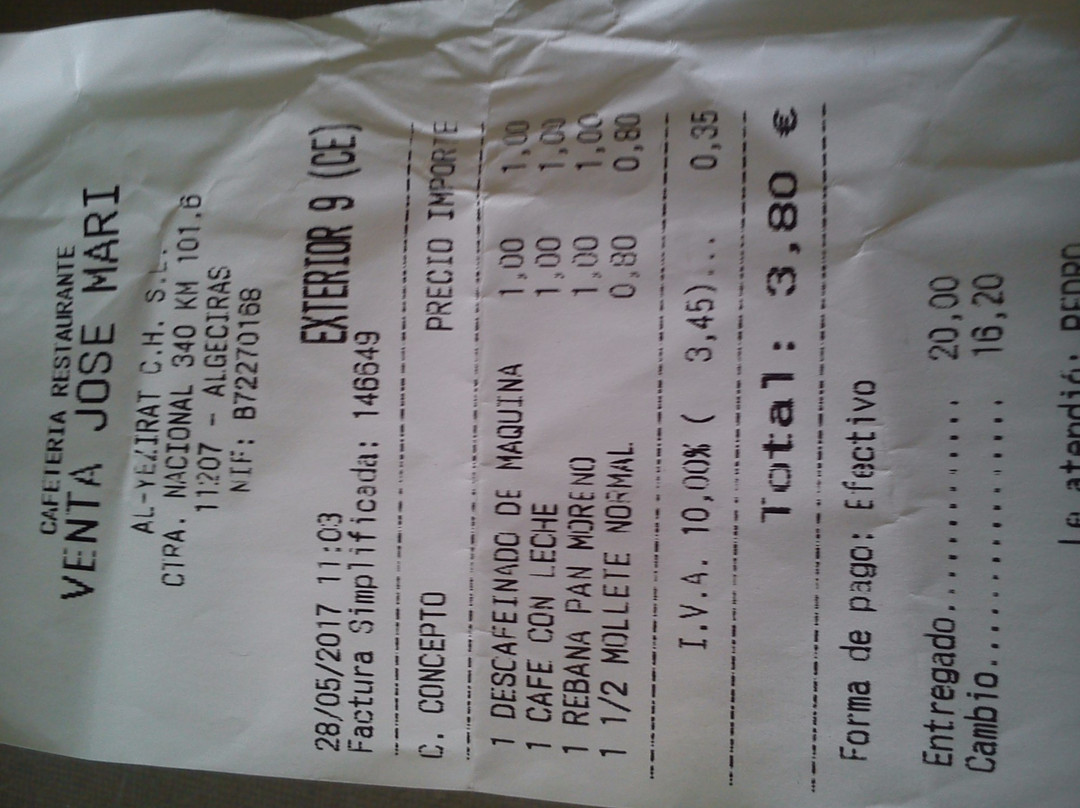 CAFETERIA RESTAURANTE
VENTA JOSE MARI
AL-YEZIRAT C.H. S.L.
CTRA. NACIONAL 340 KM 101.6
11207 - ALGECIRAS
NIF: B72270168
EXTERIOR 9 (CE)
28/05/2017 11:03
Factura Simplificada: 146649
C. CONCEPTO PRECIO IMPORTE
1 DESCAFEINADO DE MAQUINA 1,00 1,00
1 CAFE CON LECHE 1,00 1,00
1 REBANA PAN MORENO 1,00 1,00
1 1/2 MOLLETE NORMAL 0,80 0,80
I.V.A. 10,00% ( 3,45)... 0,35
Total: 3,80 €
Forma de pago: Efectivo
Entregado............ 20,00
Cambio............... 16,20
Le atendió: PEDRO